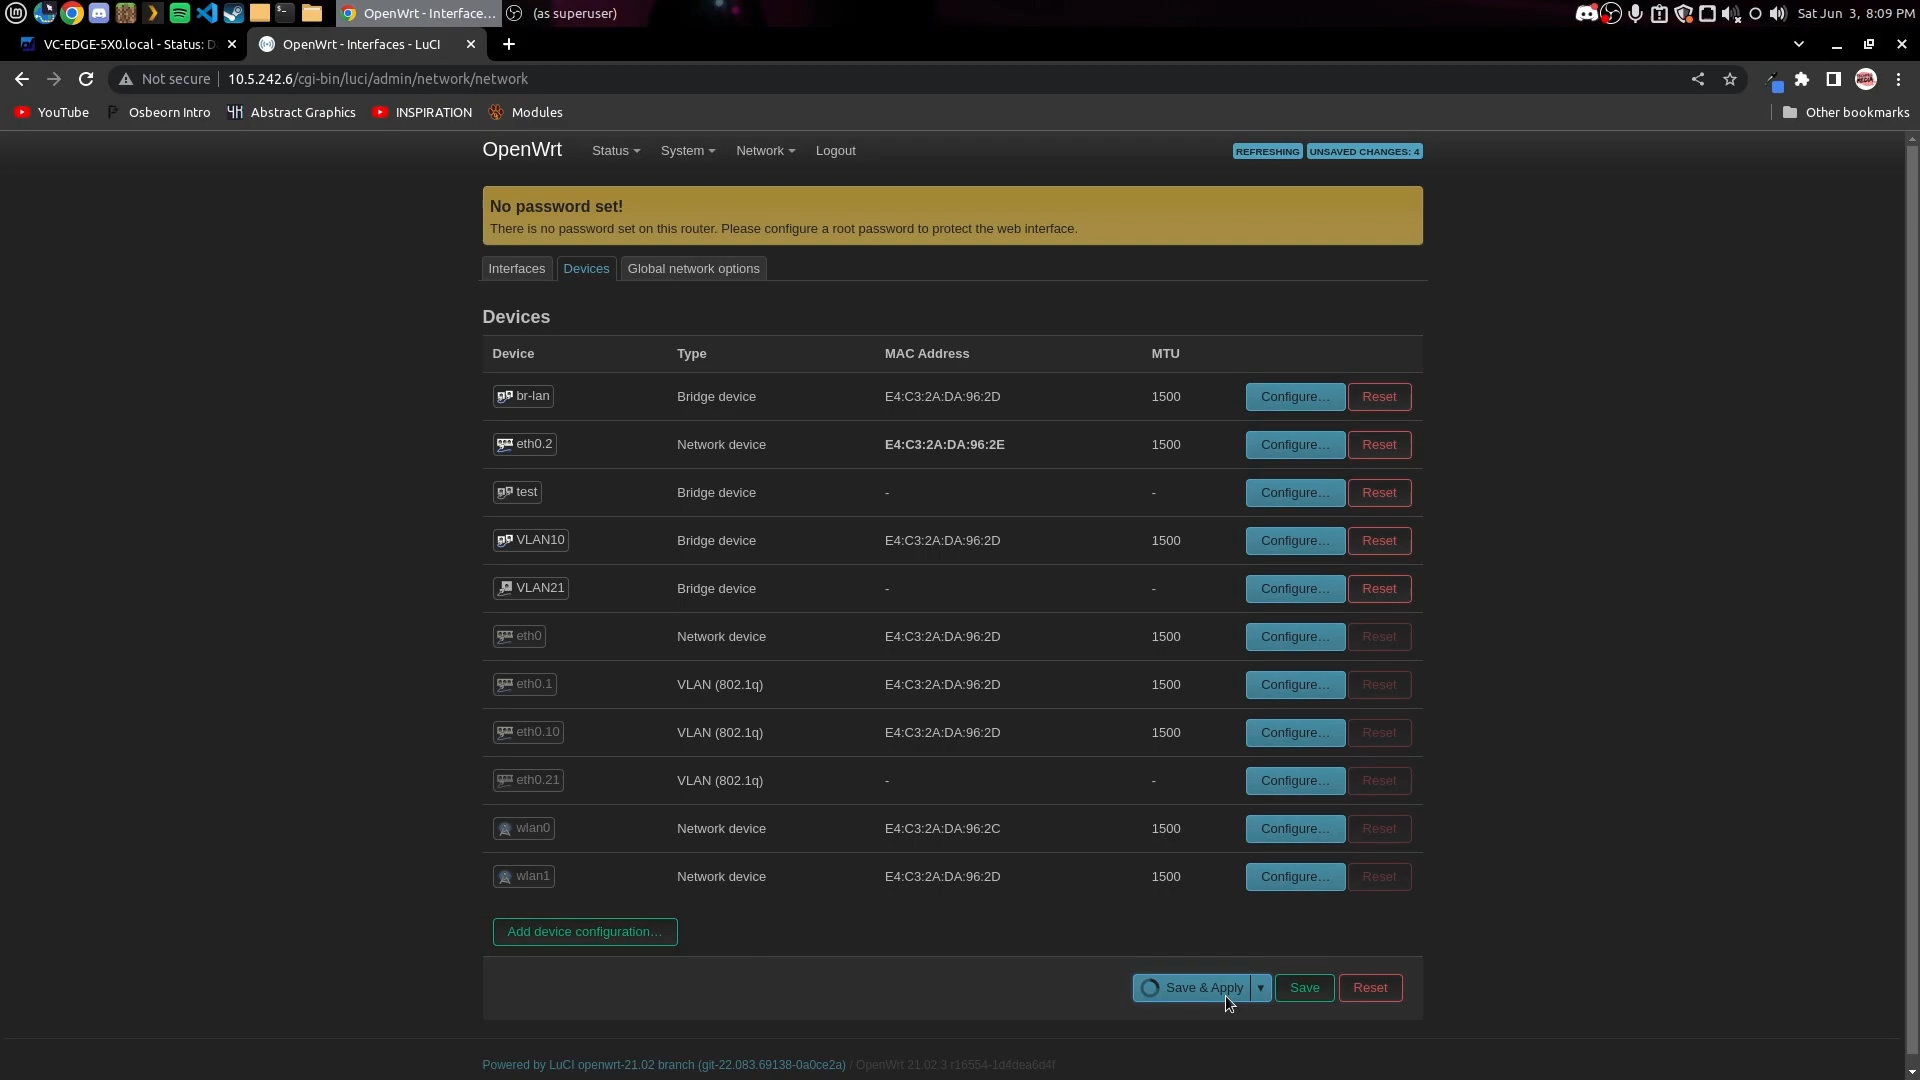 OpenWrt - Interface...
(as superuser)
Sat Jun 3, 8:09 PM
VC-EDGE-5X0.local - Status: D
OpenWrt - Interfaces - LuCI
Not secure
10.5.242.6/cgi-bin/luci/admin/network/network
YouTube
Osbeorn Intro
Abstract Graphics
INSPIRATION
Modules
Other bookmarks
OpenWrt
Status
System
Network
Logout
REFRESHING
UNSAVED CHANGES: 4
No password set!
There is no password set on this router. Please configure a root password to protect the web interface.
Interfaces
Devices
Global network options
Devices
Device Type MAC Address MTU
br-lan Bridge device E4:C3:2A:DA:96:2D 1500 Configure… Reset
eth0.2 Network device E4:C3:2A:DA:96:2E 1500 Configure… Reset
test Bridge device - - Configure… Reset
VLAN10 Bridge device E4:C3:2A:DA:96:2D 1500 Configure… Reset
VLAN21 Bridge device - - Configure… Reset
eth0 Network device E4:C3:2A:DA:96:2D 1500 Configure… Reset
eth0.1 VLAN (802.1q) E4:C3:2A:DA:96:2D 1500 Configure… Reset
eth0.10 VLAN (802.1q) E4:C3:2A:DA:96:2D 1500 Configure… Reset
eth0.21 VLAN (802.1q) - - Configure… Reset
wlan0 Network device E4:C3:2A:DA:96:2C 1500 Configure… Reset
wlan1 Network device E4:C3:2A:DA:96:2D 1500 Configure… Reset
Add device configuration…
Save & Apply
Save
Reset
Powered by LuCI openwrt-21.02 branch (git-22.083.69138-0a0ce2a) / OpenWrt 21.02.3 r16554-1d4dea6d4f